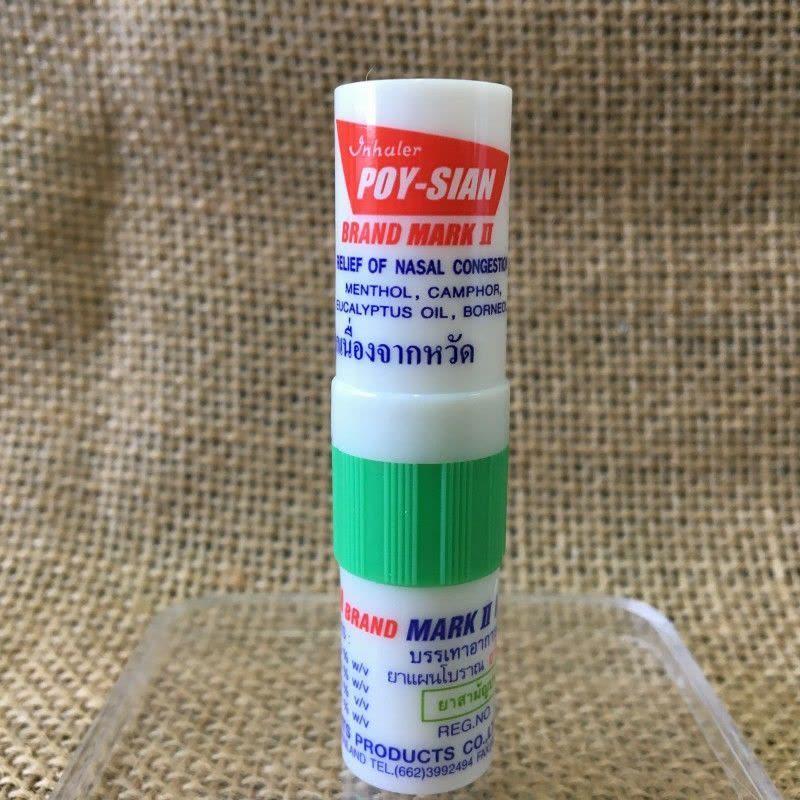 Inhaler
POY-SIAN
BRAND MARK II
RELIEF OF NASAL CONGESTION
MENTHOL, CAMPHOR,
EUCALYPTUS OIL, BORNEOL
เนื่องจากหวัด
BRAND MARK II
% w/v
% w/v
% v/v
% w/v
บรรเทาอาการ
ยาแผนโบราณ
ยาสามัญ
REG.NO.
PRODUCTS CO.,
TEL.(662)3992494 FAX